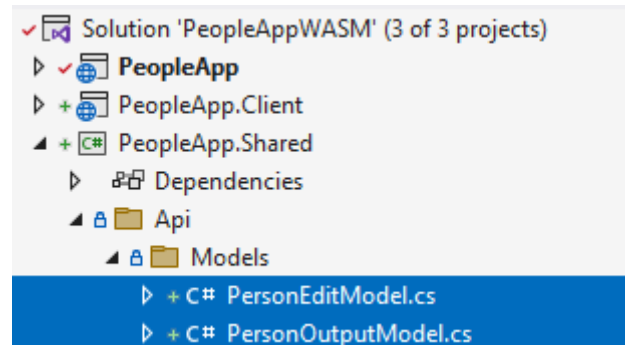 Solution 'PeopleAppWASM' (3 of 3 projects)
PeopleApp
PeopleApp.Client
C# PeopleApp.Shared
Dependencies
Api
Models
C# PersonEditModel.cs
C# PersonOutputModel.cs